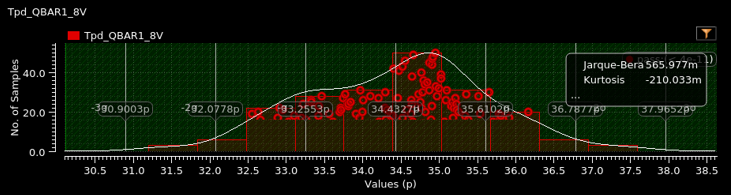 Tpd_QBAR1_8V
Tpd_QBAR1_8V
Jarque-Bera 565.977m
Kurtosis -210.033m
...
No. of Samples
40.0
20.0
0.0
30.9003p 32.0778p 33.2553p 34.4327p 35.6102p 36.7877p 37.9652p
30.5 31.0 31.5 32.0 32.5 33.0 33.5 34.0 34.5 35.0 35.5 36.0 36.5 37.0 37.5 38.0 38.5
Values (p)